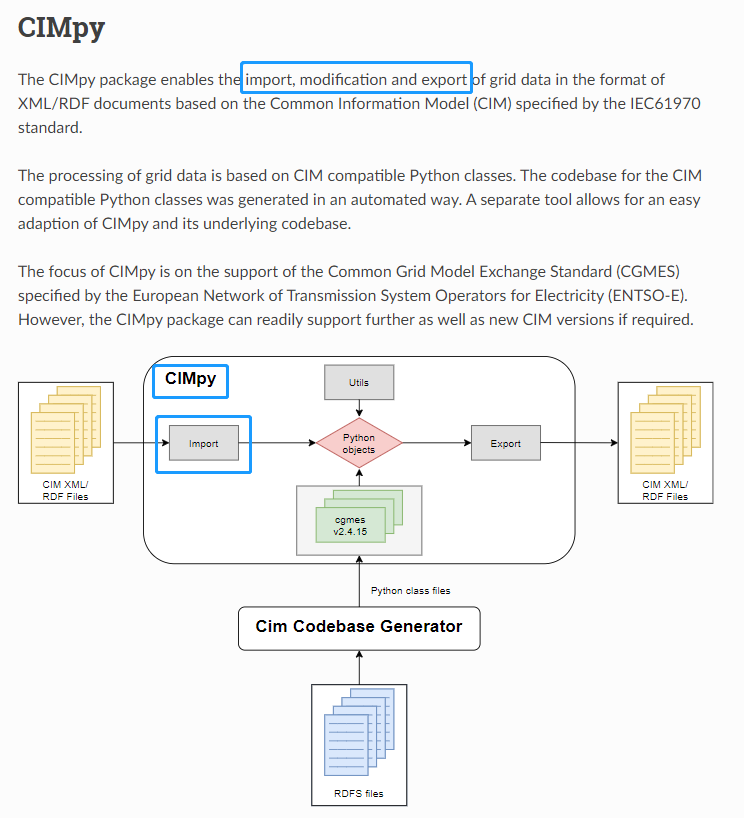 CIMpy
The CIMpy package enables the import, modification and export of grid data in the format of
XML/RDF documents based on the Common Information Model (CIM) specified by the IEC61970
standard.
The processing of grid data is based on CIM compatible Python classes. The codebase for the CIM
compatible Python classes was generated in an automated way. A separate tool allows for an easy
adaption of CIMpy and its underlying codebase.
The focus of CIMpy is on the support of the Common Grid Model Exchange Standard (CGMES)
specified by the European Network of Transmission System Operators for Electricity (ENTSO-E).
However, the CIMpy package can readily support further as well as new CIM versions if required.
CIMpy
Utils
Import
Python
objects
Export
CIM XML/
RDF Files
CIM XML/
RDF Files
cgmes
v2.4.15
Python class files
Cim Codebase Generator
RDFS files